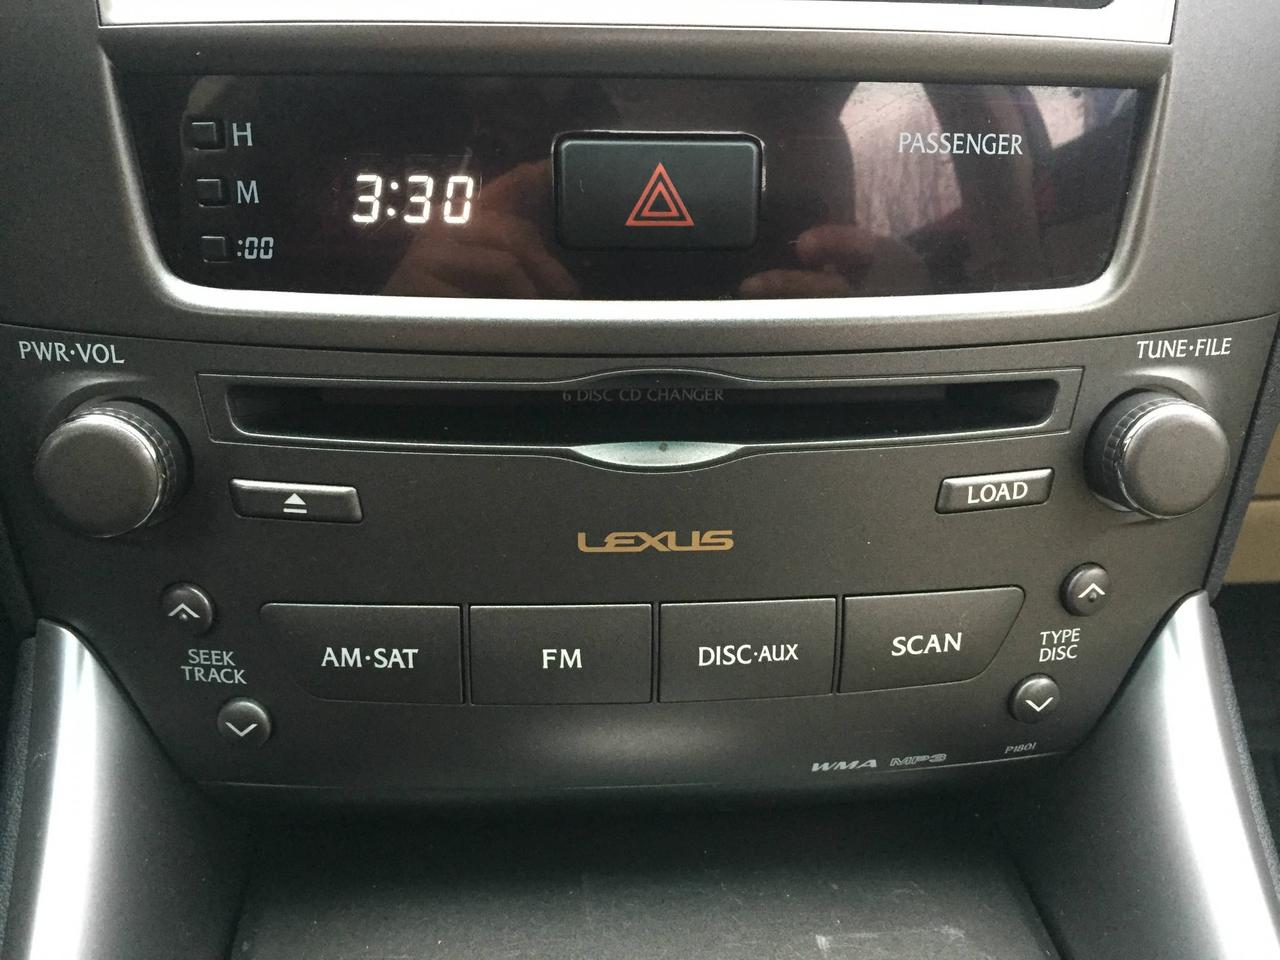 H
M
:00
3:30
PASSENGER
PWR·VOL
TUNE·FILE
6 DISC CD CHANGER
LOAD
LEXUS
SEEK
TRACK
AM·SAT
FM
DISC·AUX
SCAN
TYPE
DISC
WMA MP3
P1801